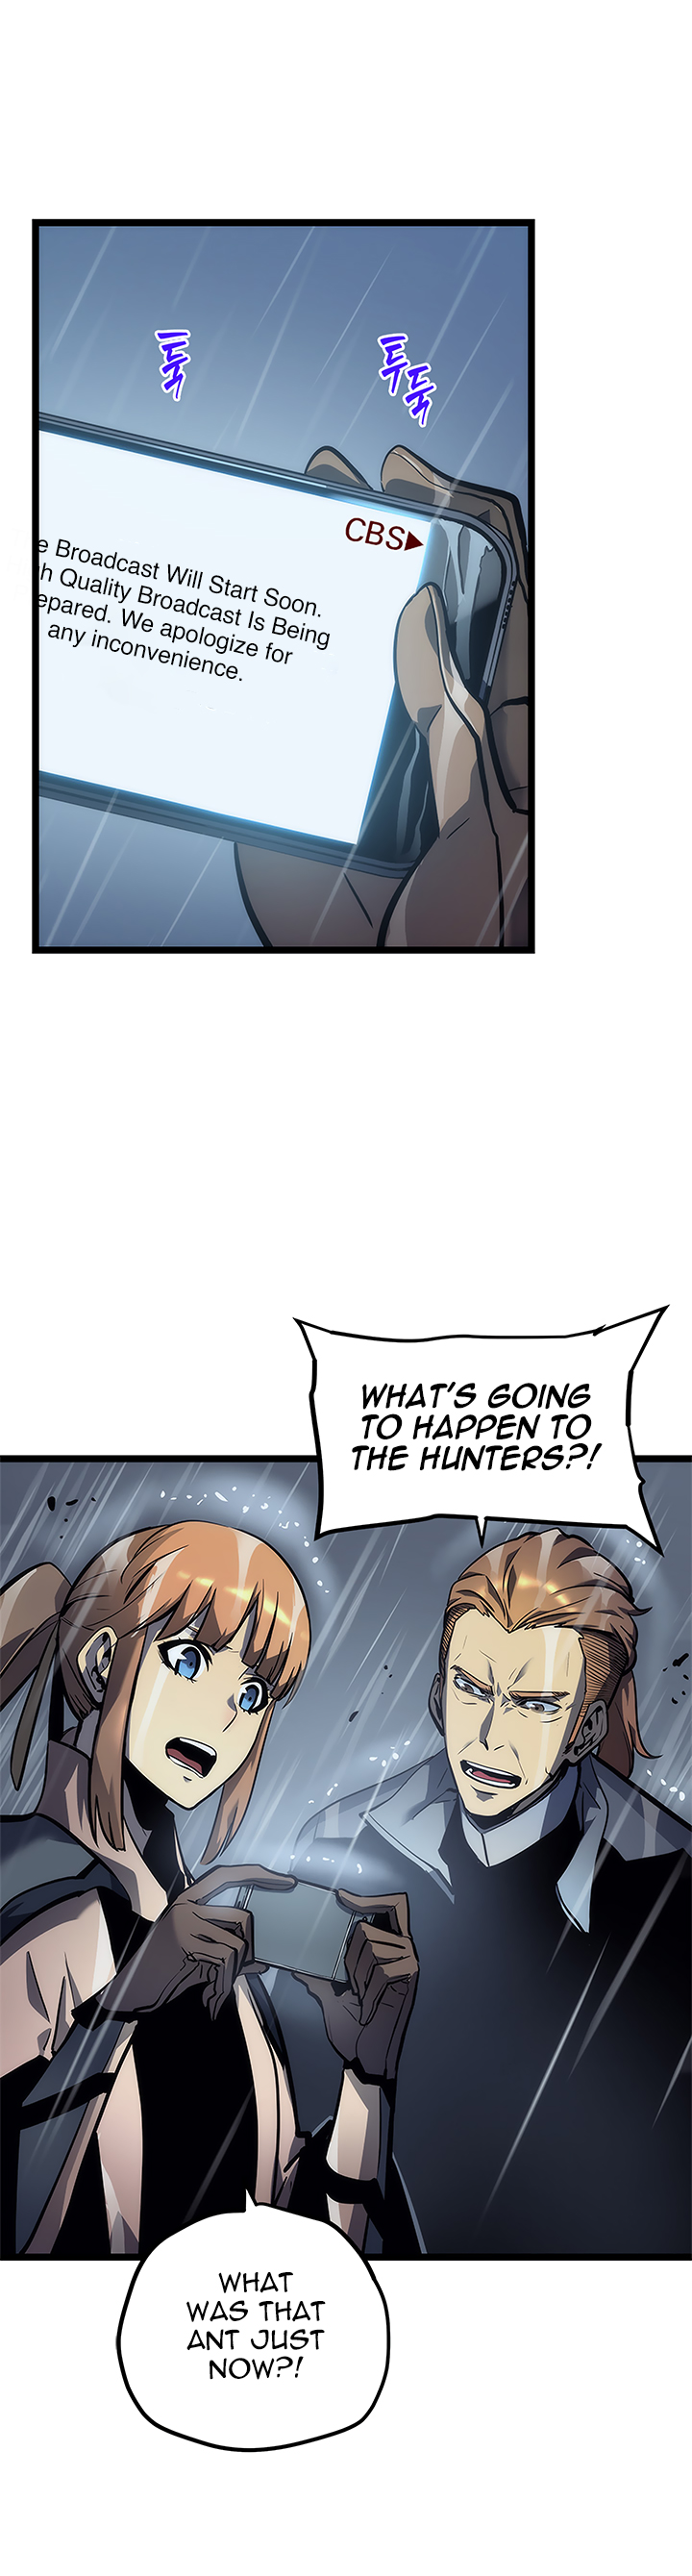 툭
투둑
CBS
e Broadcast Will Start Soon.
h Quality Broadcast Is Being
epared. We apologize for
any inconvenience.
WHAT'S GOING
TO HAPPEN TO
THE HUNTERS?!
WHAT
WAS THAT
ANT JUST
NOW?!